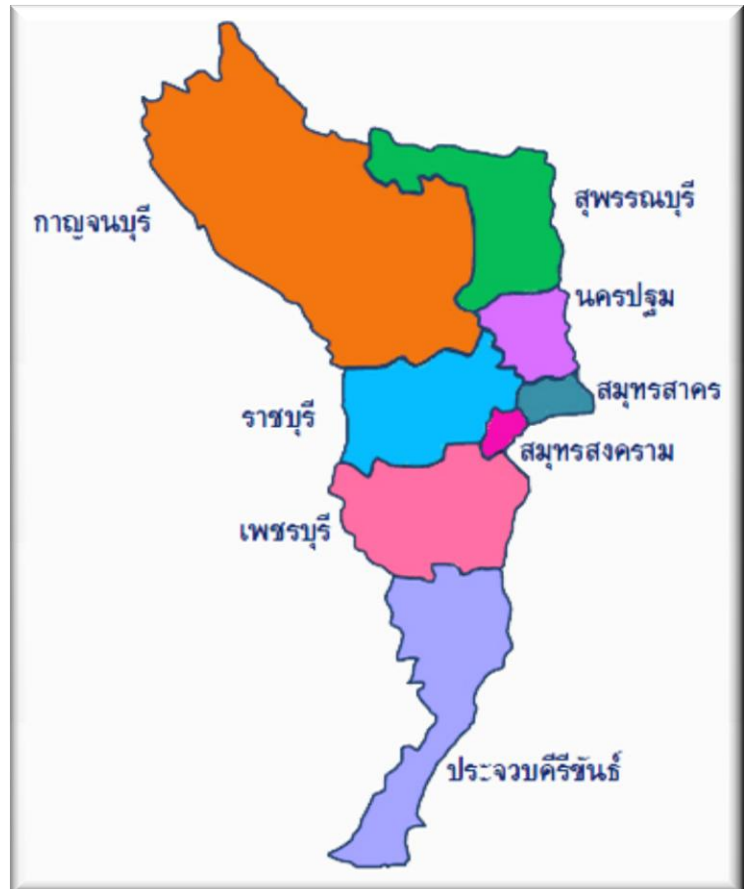 สุพรรณบุรี
กาญจนบุรี
นครปฐม
สมุทรสาคร
ราชบุรี
สมุทรสงคราม
เพชรบุรี
ประจวบคีรีขันธ์